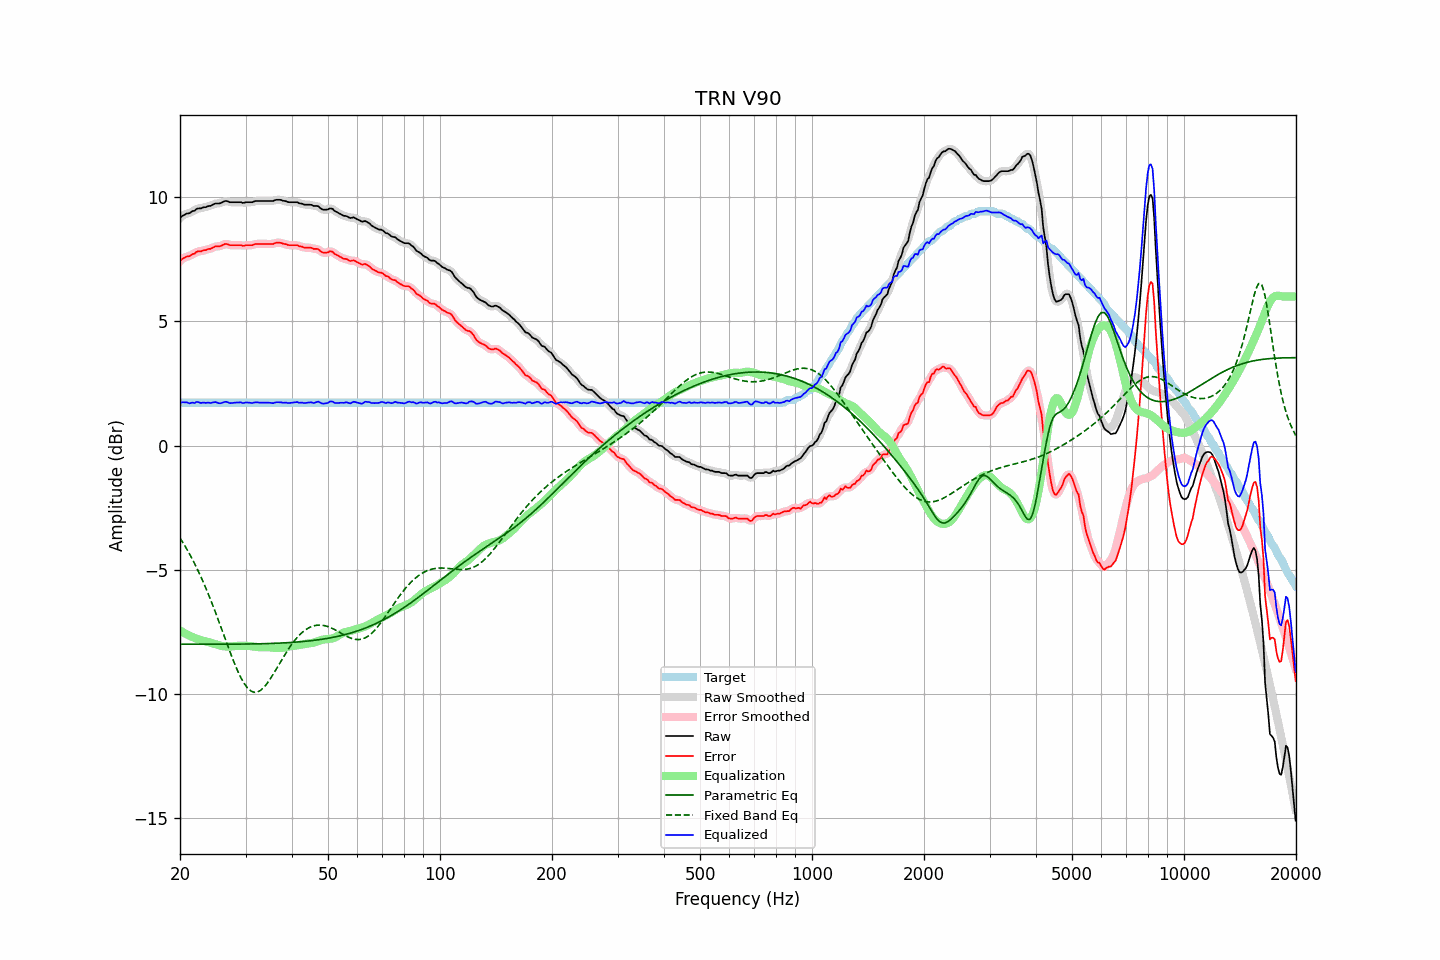 TRN V90
Amplitude (dBr)
10
5
0
−5
−10
−15
20
50
100
200
500
1000
2000
5000
10000
20000
Frequency (Hz)
Target
Raw Smoothed
Error Smoothed
Raw
Error
Equalization
Parametric Eq
Fixed Band Eq
Equalized